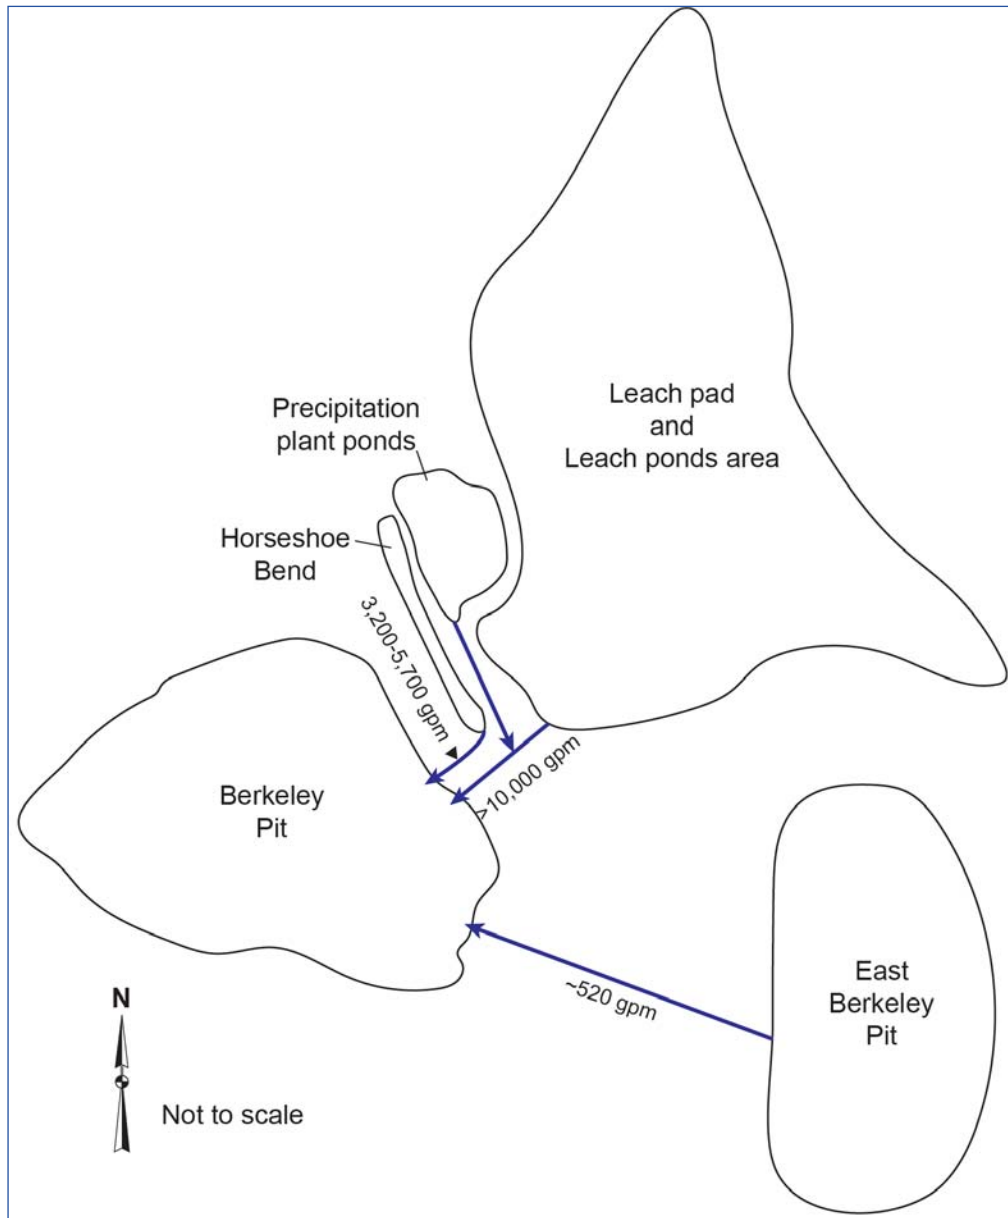 Leach pad
and
Leach ponds area
Precipitation
plant ponds
Horseshoe
Bend
3,200-5,700 gpm
>10,000 gpm
Berkeley
Pit
~520 gpm
East
Berkeley
Pit
N
Not to scale